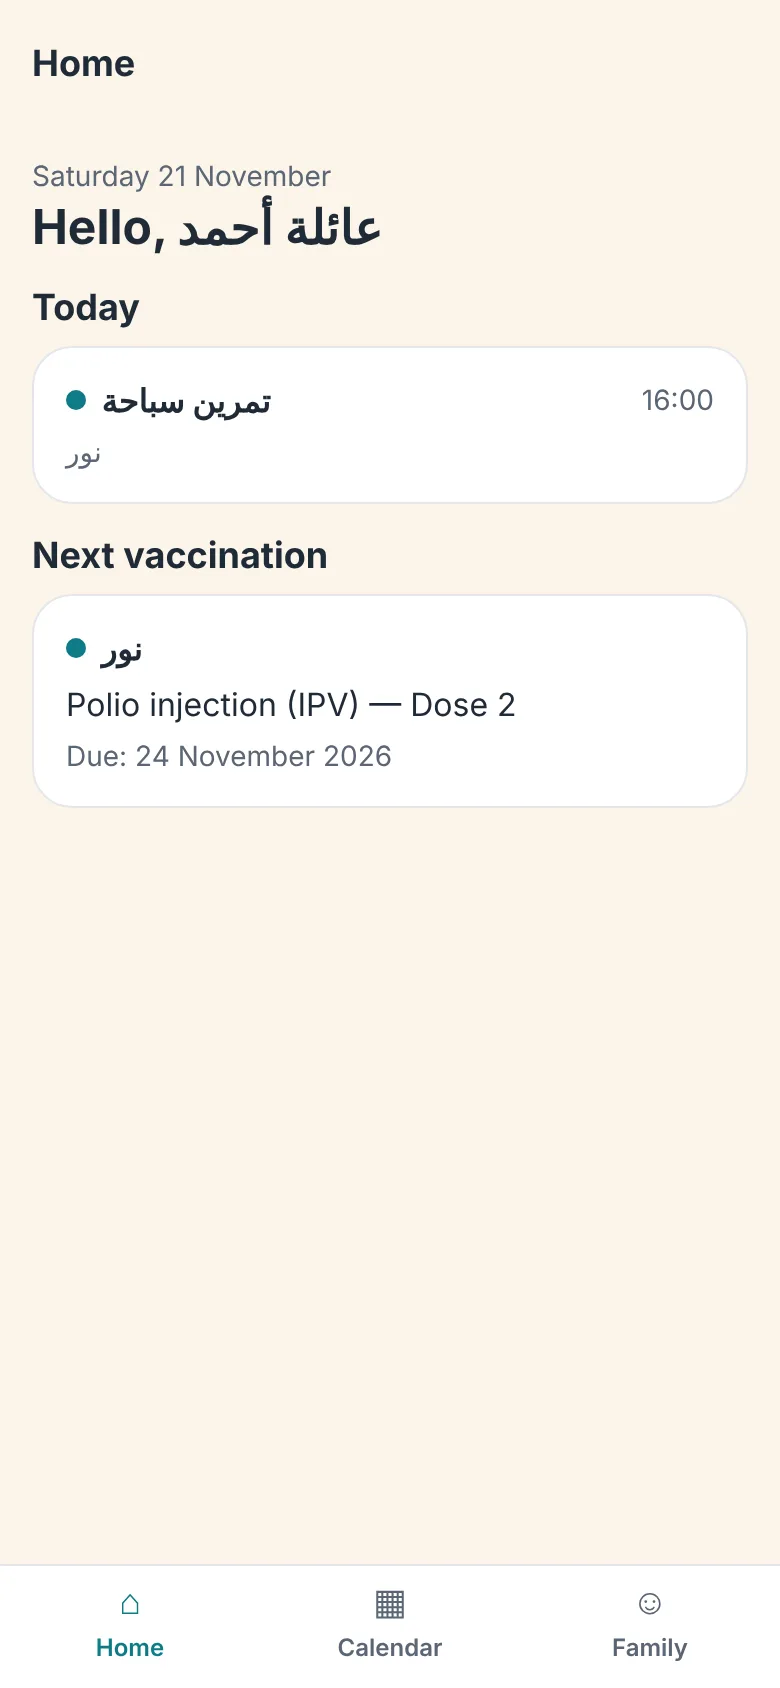 Home
Saturday 21 November
Hello, عائلة أحمد
Today
تمرين سباحة 16:00
نور
Next vaccination
نور
Polio injection (IPV) — Dose 2
Due: 24 November 2026
Home Calendar Family